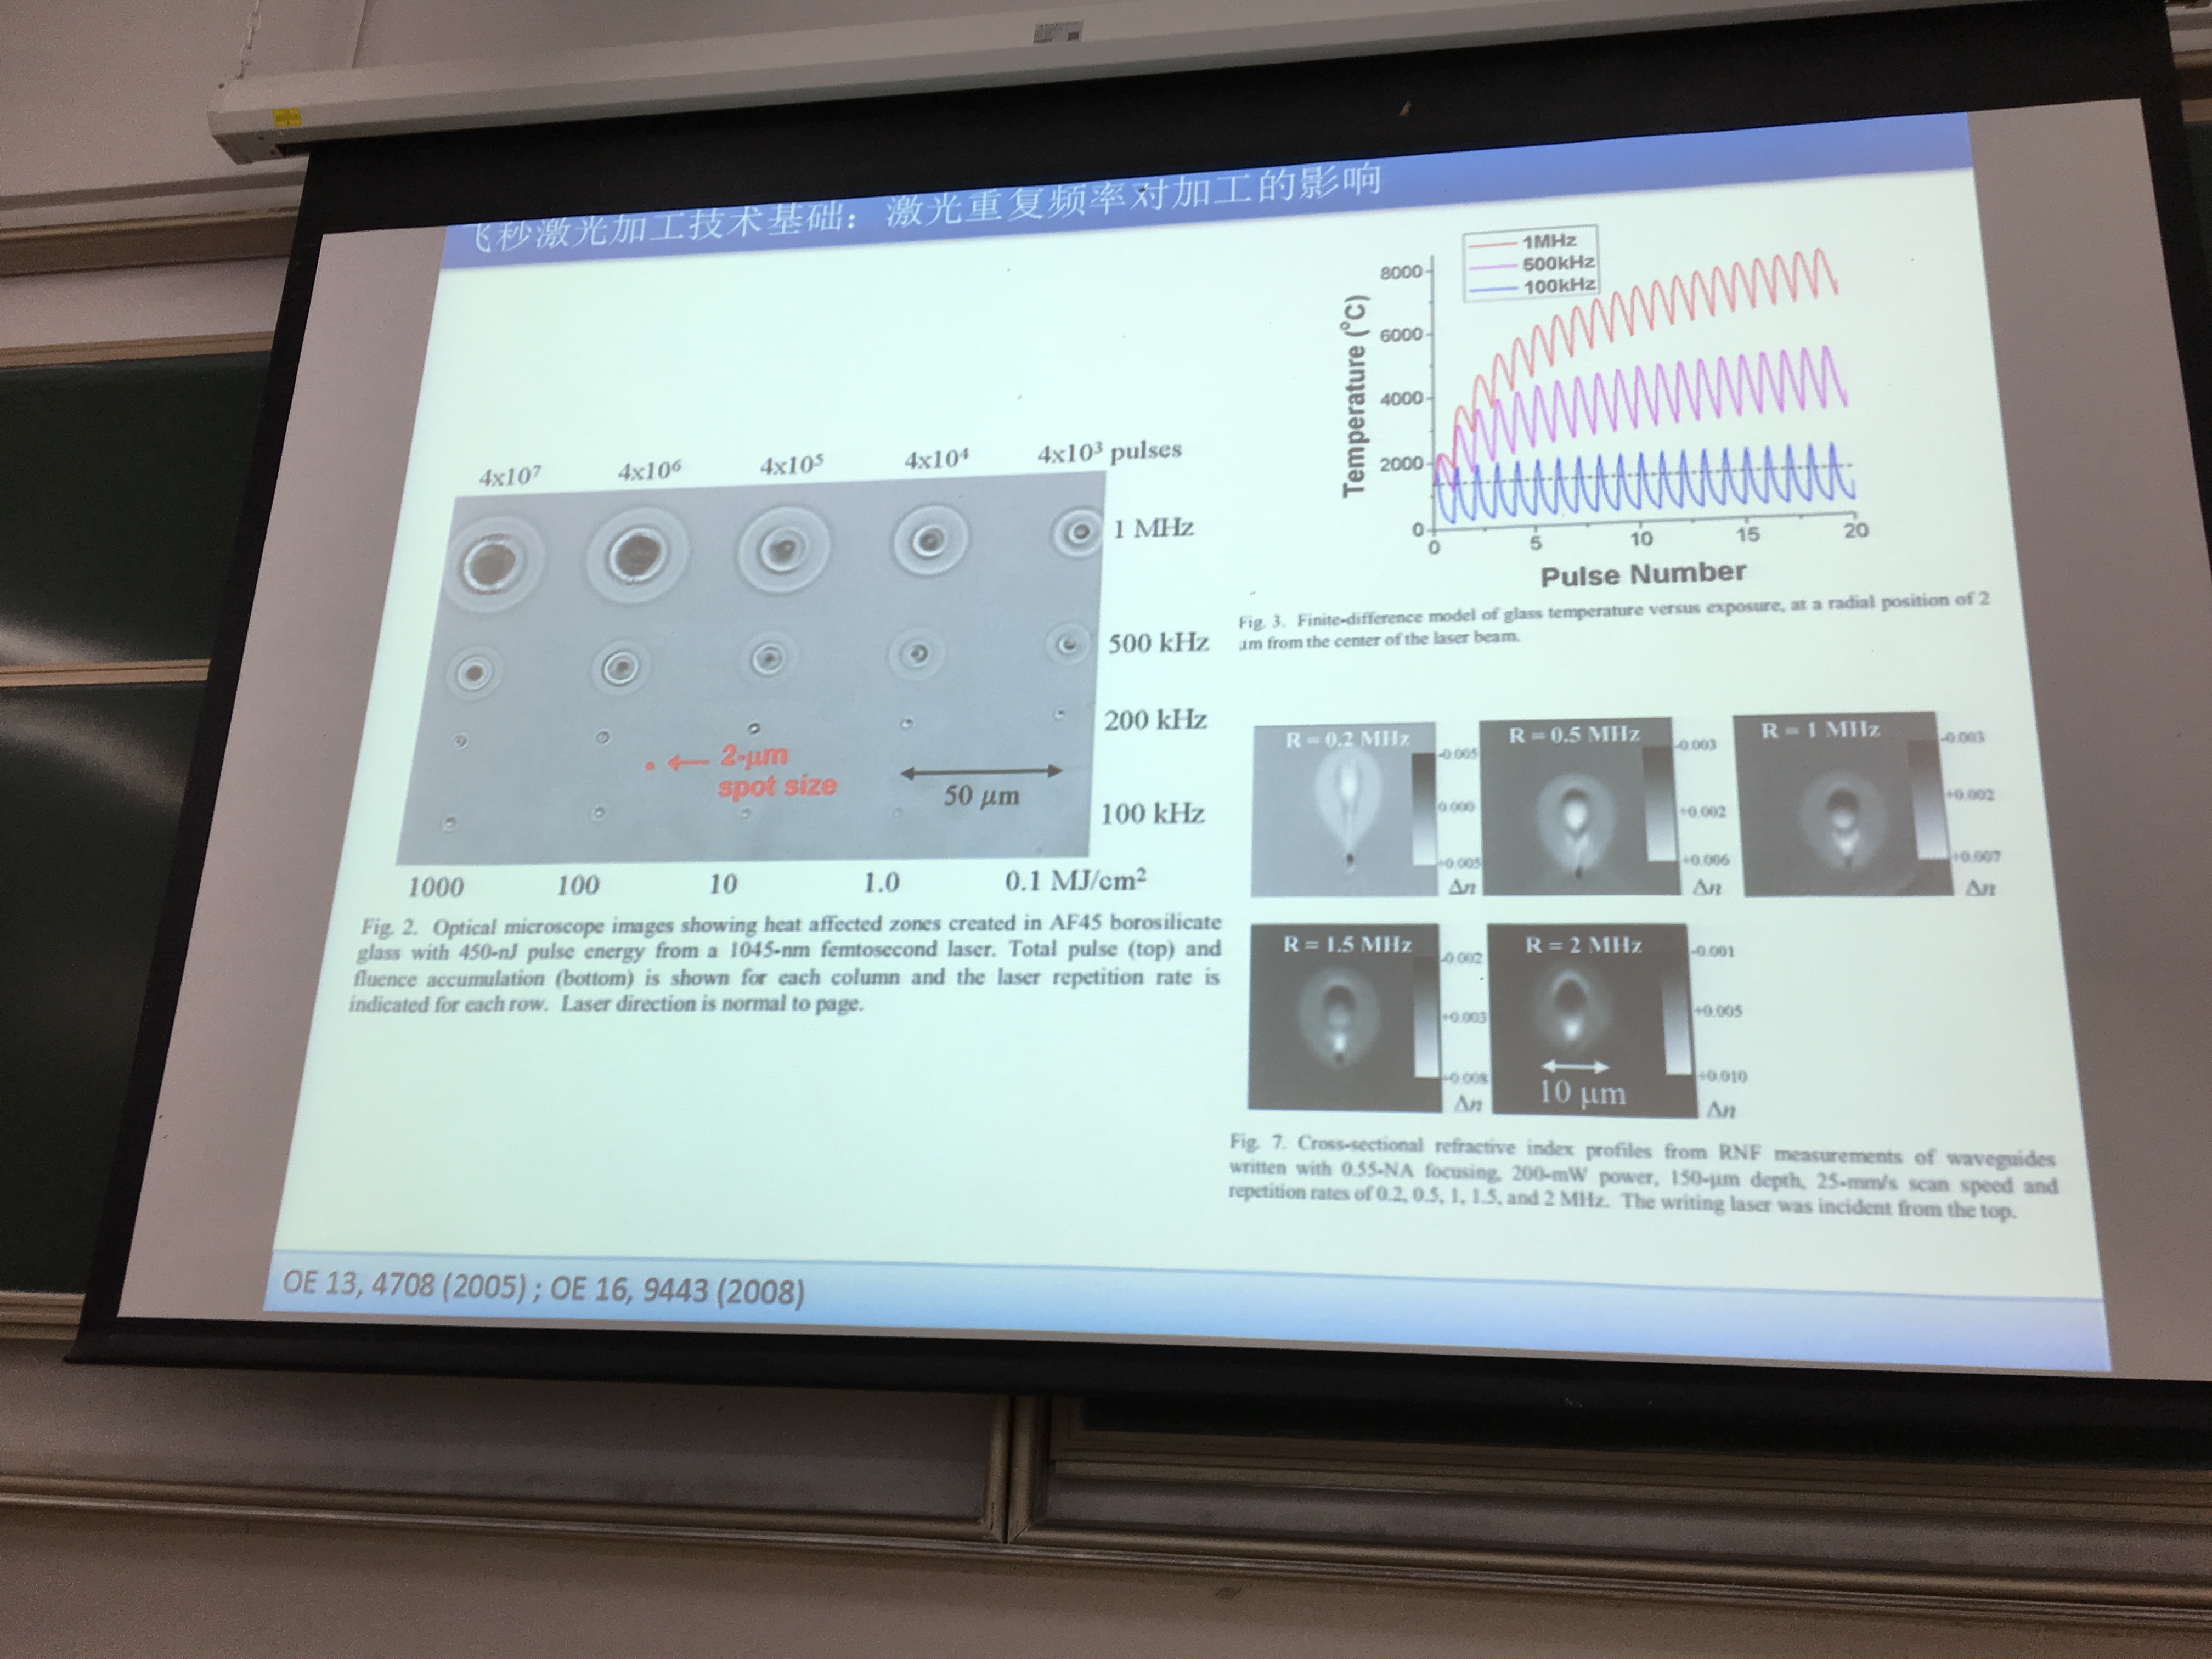 飞秒激光加工技术基础：激光重复频率对加工的影响
4x10⁷ 4x10⁶ 4x10⁵ 4x10⁴ 4x10³ pulses
1 MHz
500 kHz
200 kHz
2-μm
spot size
50 μm
100 kHz
1000 100 10 1.0 0.1 MJ/cm²
Fig. 2. Optical microscope images showing heat affected zones created in AF45 borosilicate
glass with 450-nJ pulse energy from a 1045-nm femtosecond laser. Total pulse (top) and
fluence accumulation (bottom) is shown for each column and the laser repetition rate is
indicated for each row. Laser direction is normal to page.
1MHz
500kHz
100kHz
Temperature (°C)
8000
6000
4000
2000
0
0 5 10 15 20
Pulse Number
Fig. 3. Finite-difference model of glass temperature versus exposure, at a radial position of 2
μm from the center of the laser beam.
R = 0.2 MHz
-0.005
0.000
+0.005
Δn
R = 0.5 MHz
-0.003
+0.002
+0.006
Δn
R = 1 MHz
-0.003
+0.002
+0.007
Δn
R = 1.5 MHz
-0.002
+0.003
+0.008
Δn
R = 2 MHz
10 μm
-0.001
+0.005
+0.010
Δn
Fig. 7. Cross-sectional refractive index profiles from RNF measurements of waveguides
written with 0.55-NA focusing, 200-mW power, 150-μm depth, 25-mm/s scan speed and
repetition rates of 0.2, 0.5, 1, 1.5, and 2 MHz. The writing laser was incident from the top.
OE 13, 4708 (2005) ; OE 16, 9443 (2008)